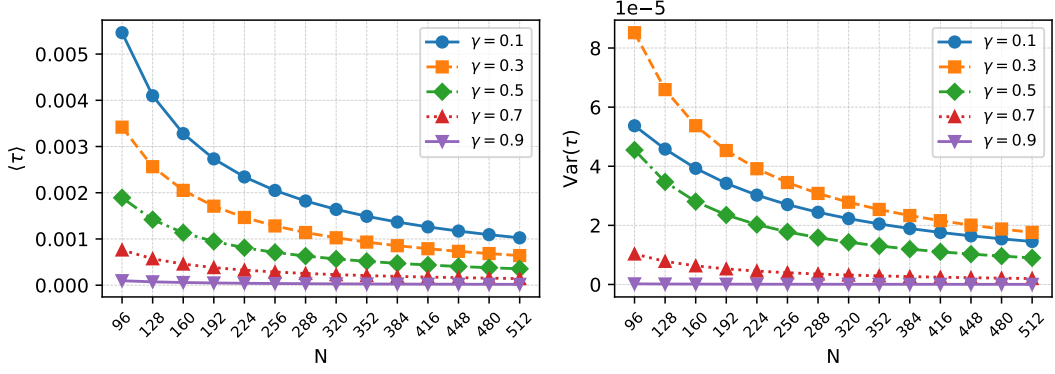 0.005
0.004
0.003
0.002
0.001
0.000
⟨τ⟩
96 128 160 192 224 256 288 320 352 384 416 448 480 512
N
γ = 0.1
γ = 0.3
γ = 0.5
γ = 0.7
γ = 0.9
1e−5
8
6
4
2
0
Var(τ)
96 128 160 192 224 256 288 320 352 384 416 448 480 512
N
γ = 0.1
γ = 0.3
γ = 0.5
γ = 0.7
γ = 0.9